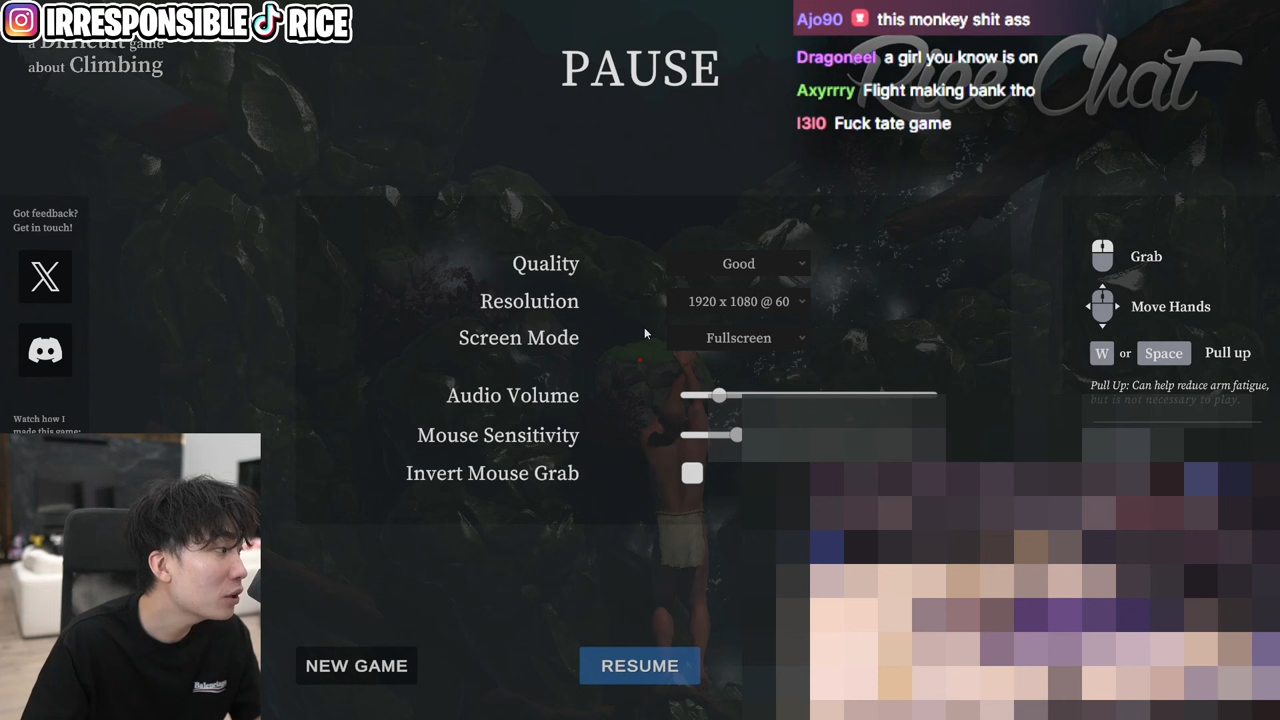 IRRESPONSIBLE RICE
a Difficult game
about Climbing
PAUSE
Rice Chat
Ajo90 this monkey shit ass
Dragoneel a girl you know is on
Axyrrry Flight making bank tho
I3I0 Fuck tate game
Got feedback?
Get in touch!
Watch how I
made this game:
Quality Good
Resolution 1920 x 1080 @ 60
Screen Mode Fullscreen
Audio Volume
Mouse Sensitivity
Invert Mouse Grab
Grab
Move Hands
W or Space Pull up
Pull Up: Can help reduce arm fatigue,
but is not necessary to play.
Balenciaga
NEW GAME
RESUME